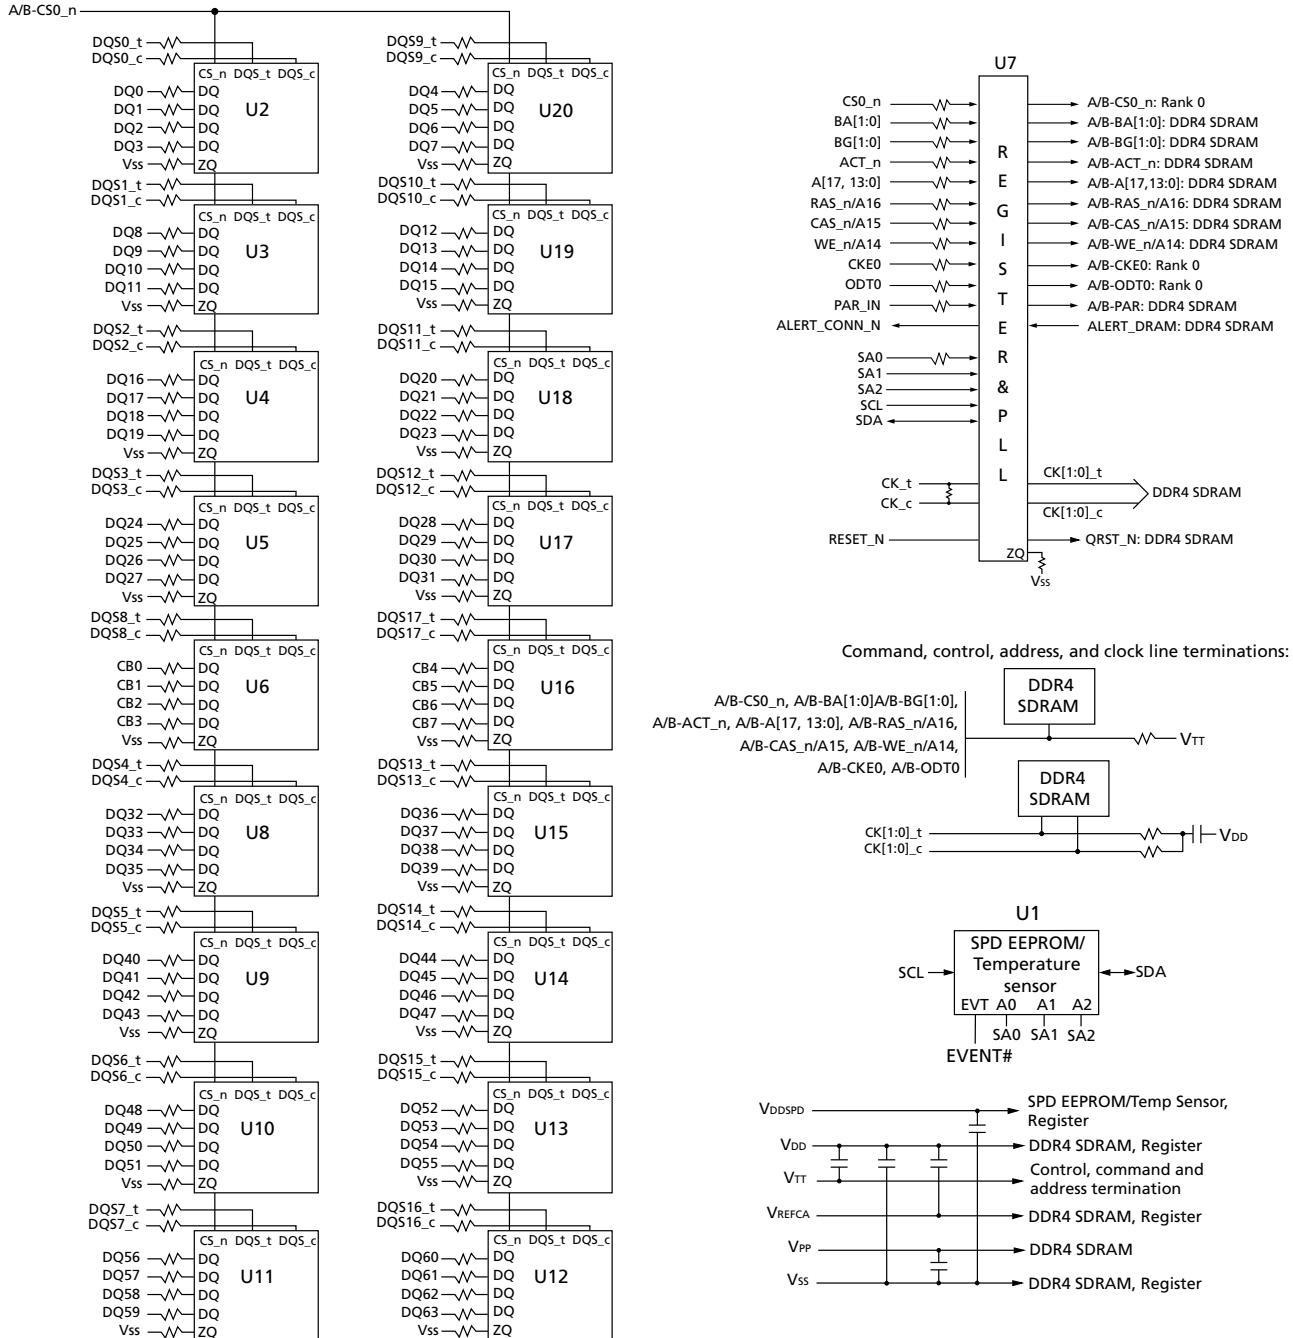 A/B-CS0_n
DQS0_t
DQS0_c
CS_n DQS_t DQS_c
DQ0 DQ
DQ1 DQ
DQ2 DQ
DQ3 DQ
Vss ZQ
U2
DQS1_t
DQS1_c
CS_n DQS_t DQS_c
DQ8 DQ
DQ9 DQ
DQ10 DQ
DQ11 DQ
Vss ZQ
U3
DQS2_t
DQS2_c
CS_n DQS_t DQS_c
DQ16 DQ
DQ17 DQ
DQ18 DQ
DQ19 DQ
Vss ZQ
U4
DQS3_t
DQS3_c
CS_n DQS_t DQS_c
DQ24 DQ
DQ25 DQ
DQ26 DQ
DQ27 DQ
Vss ZQ
U5
DQS8_t
DQS8_c
CS_n DQS_t DQS_c
CB0 DQ
CB1 DQ
CB2 DQ
CB3 DQ
Vss ZQ
U6
DQS4_t
DQS4_c
CS_n DQS_t DQS_c
DQ32 DQ
DQ33 DQ
DQ34 DQ
DQ35 DQ
Vss ZQ
U8
DQS5_t
DQS5_c
CS_n DQS_t DQS_c
DQ40 DQ
DQ41 DQ
DQ42 DQ
DQ43 DQ
Vss ZQ
U9
DQS6_t
DQS6_c
CS_n DQS_t DQS_c
DQ48 DQ
DQ49 DQ
DQ50 DQ
DQ51 DQ
Vss ZQ
U10
DQS7_t
DQS7_c
CS_n DQS_t DQS_c
DQ56 DQ
DQ57 DQ
DQ58 DQ
DQ59 DQ
Vss ZQ
U11
DQS9_t
DQS9_c
CS_n DQS_t DQS_c
DQ4 DQ
DQ5 DQ
DQ6 DQ
DQ7 DQ
Vss ZQ
U20
DQS10_t
DQS10_c
CS_n DQS_t DQS_c
DQ12 DQ
DQ13 DQ
DQ14 DQ
DQ15 DQ
Vss ZQ
U19
DQS11_t
DQS11_c
CS_n DQS_t DQS_c
DQ20 DQ
DQ21 DQ
DQ22 DQ
DQ23 DQ
Vss ZQ
U18
DQS12_t
DQS12_c
CS_n DQS_t DQS_c
DQ28 DQ
DQ29 DQ
DQ30 DQ
DQ31 DQ
Vss ZQ
U17
DQS17_t
DQS17_c
CS_n DQS_t DQS_c
CB4 DQ
CB5 DQ
CB6 DQ
CB7 DQ
Vss ZQ
U16
DQS13_t
DQS13_c
CS_n DQS_t DQS_c
DQ36 DQ
DQ37 DQ
DQ38 DQ
DQ39 DQ
Vss ZQ
U15
DQS14_t
DQS14_c
CS_n DQS_t DQS_c
DQ44 DQ
DQ45 DQ
DQ46 DQ
DQ47 DQ
Vss ZQ
U14
DQS15_t
DQS15_c
CS_n DQS_t DQS_c
DQ52 DQ
DQ53 DQ
DQ54 DQ
DQ55 DQ
Vss ZQ
U13
DQS16_t
DQS16_c
CS_n DQS_t DQS_c
DQ60 DQ
DQ61 DQ
DQ62 DQ
DQ63 DQ
Vss ZQ
U12
U7
REGISTER & PLL
CS0_n A/B-CS0_n: Rank 0
BA[1:0] A/B-BA[1:0]: DDR4 SDRAM
BG[1:0] A/B-BG[1:0]: DDR4 SDRAM
ACT_n A/B-ACT_n: DDR4 SDRAM
A[17, 13:0] A/B-A[17,13:0]: DDR4 SDRAM
RAS_n/A16 A/B-RAS_n/A16: DDR4 SDRAM
CAS_n/A15 A/B-CAS_n/A15: DDR4 SDRAM
WE_n/A14 A/B-WE_n/A14: DDR4 SDRAM
CKE0 A/B-CKE0: Rank 0
ODT0 A/B-ODT0: Rank 0
PAR_IN A/B-PAR: DDR4 SDRAM
ALERT_CONN_N ALERT_DRAM: DDR4 SDRAM
SA0
SA1
SA2
SCL
SDA
CK_t CK[1:0]_t
DDR4 SDRAM
CK_c CK[1:0]_c
RESET_N QRST_N: DDR4 SDRAM
ZQ
Vss
Command, control, address, and clock line terminations:
DDR4
SDRAM
A/B-CS0_n, A/B-BA[1:0]A/B-BG[1:0],
A/B-ACT_n, A/B-A[17, 13:0], A/B-RAS_n/A16,
A/B-CAS_n/A15, A/B-WE_n/A14,
A/B-CKE0, A/B-ODT0
VTT
DDR4
SDRAM
CK[1:0]_t
CK[1:0]_c
VDD
U1
SPD EEPROM/
Temperature
sensor
SCL SDA
EVT A0 A1 A2
SA0 SA1 SA2
EVENT#
VDDSPD SPD EEPROM/Temp Sensor,
Register
VDD DDR4 SDRAM, Register
VTT Control, command and
address termination
VREFCA DDR4 SDRAM, Register
VPP DDR4 SDRAM
VSS DDR4 SDRAM, Register